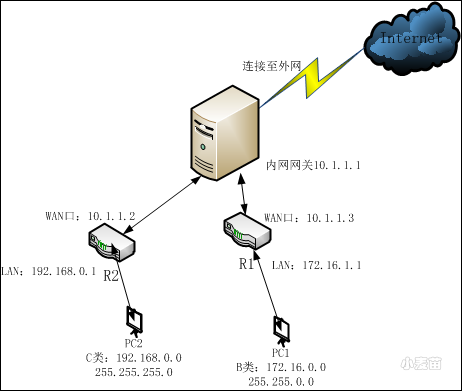 Internet
连接至外网
内网网关10.1.1.1
WAN口：10.1.1.2
WAN口：10.1.1.3
LAN：192.168.0.1
R2
R1
LAN：172.16.1.1
PC2
C类：192.168.0.0
255.255.255.0
PC1
B类：172.16.0.0
255.255.0.0
小麦苗